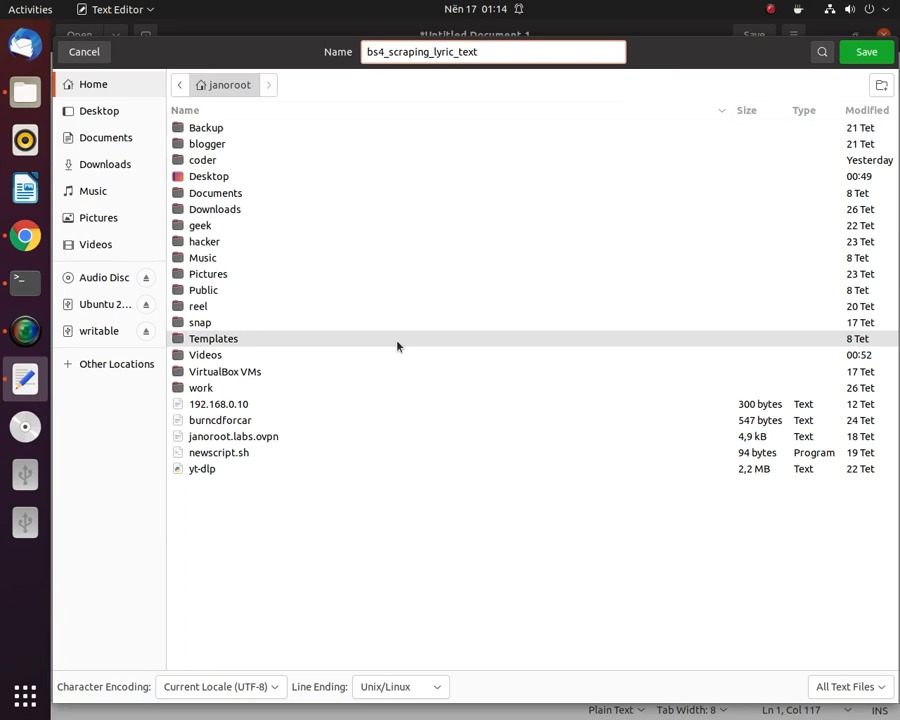 Activities
Text Editor
Nën 17 01:14
Open
*Untitled Document 1
Save
Cancel
Name
bs4_scraping_lyric_text
Save
Home
Desktop
Documents
Downloads
Music
Pictures
Videos
Audio Disc
Ubuntu 2...
writable
Other Locations
janoroot
Name Size Type Modified
Backup 21 Tet
blogger 21 Tet
coder Yesterday
Desktop 00:49
Documents 8 Tet
Downloads 26 Tet
geek 22 Tet
hacker 23 Tet
Music 8 Tet
Pictures 23 Tet
Public 8 Tet
reel 20 Tet
snap 17 Tet
Templates 8 Tet
Videos 00:52
VirtualBox VMs 17 Tet
work 26 Tet
192.168.0.10 300 bytes Text 12 Tet
burncdforcar 547 bytes Text 24 Tet
janoroot.labs.ovpn 4,9 kB Text 18 Tet
newscript.sh 94 bytes Program 19 Tet
yt-dlp 2,2 MB Text 22 Tet
Character Encoding: Current Locale (UTF-8) Line Ending: Unix/Linux All Text Files
Plain Text Tab Width: 8 Ln 1, Col 117 INS